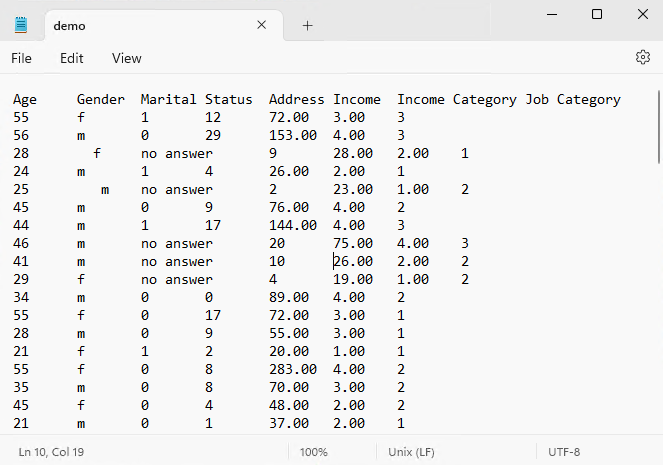 demo
File Edit View
Age Gender Marital Status Address Income Income Category Job Category
55 f 1 12 72.00 3.00 3
56 m 0 29 153.00 4.00 3
28 f no answer 9 28.00 2.00 1
24 m 1 4 26.00 2.00 1
25 m no answer 2 23.00 1.00 2
45 m 0 9 76.00 4.00 2
44 m 1 17 144.00 4.00 3
46 m no answer 20 75.00 4.00 3
41 m no answer 10 26.00 2.00 2
29 f no answer 4 19.00 1.00 2
34 m 0 0 89.00 4.00 2
55 f 0 17 72.00 3.00 1
28 m 0 9 55.00 3.00 1
21 f 1 2 20.00 1.00 1
55 f 0 8 283.00 4.00 2
35 m 0 8 70.00 3.00 2
45 f 0 4 48.00 2.00 2
21 m 0 1 37.00 2.00 1
Ln 10, Col 19 100% Unix (LF) UTF-8